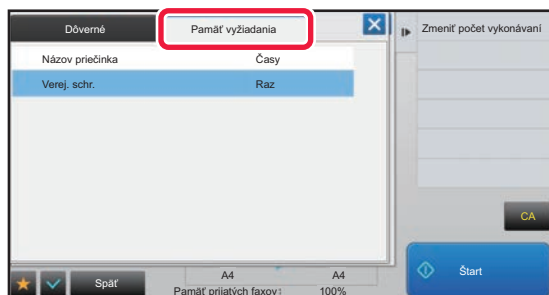 Dôverné
Pamäť vyžiadania
Zmeniť počet vykonávaní
Názov priečinka Časy
Verej. schr. Raz
CA
Štart
Späť
A4 A4
Pamäť prijatých faxov: 100%